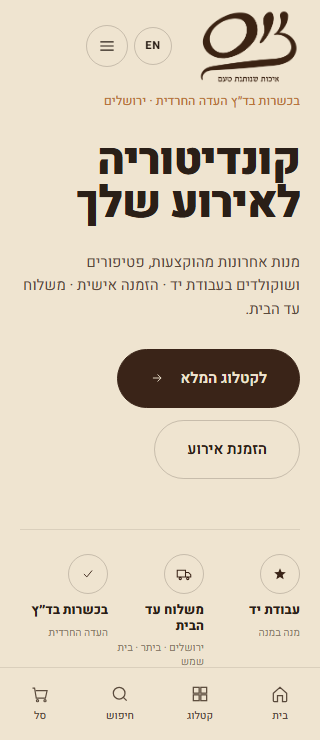 EN
איכות שנותנת טעם
בכשרות בד"ץ העדה החרדית · ירושלים
קונדיטוריה
לאירוע שלך
מנות אחרונות מהוקצעות, פטיפורים
ושוקולדים בעבודת יד · הזמנה אישית · משלוח
עד הבית.
לקטלוג המלא
הזמנת אירוע
עבודת יד
מנה במנה
משלוח עד
הבית
ירושלים · ביתר · בית
שמש
בכשרות בד"ץ
העדה החרדית
בית
קטלוג
חיפוש
סל